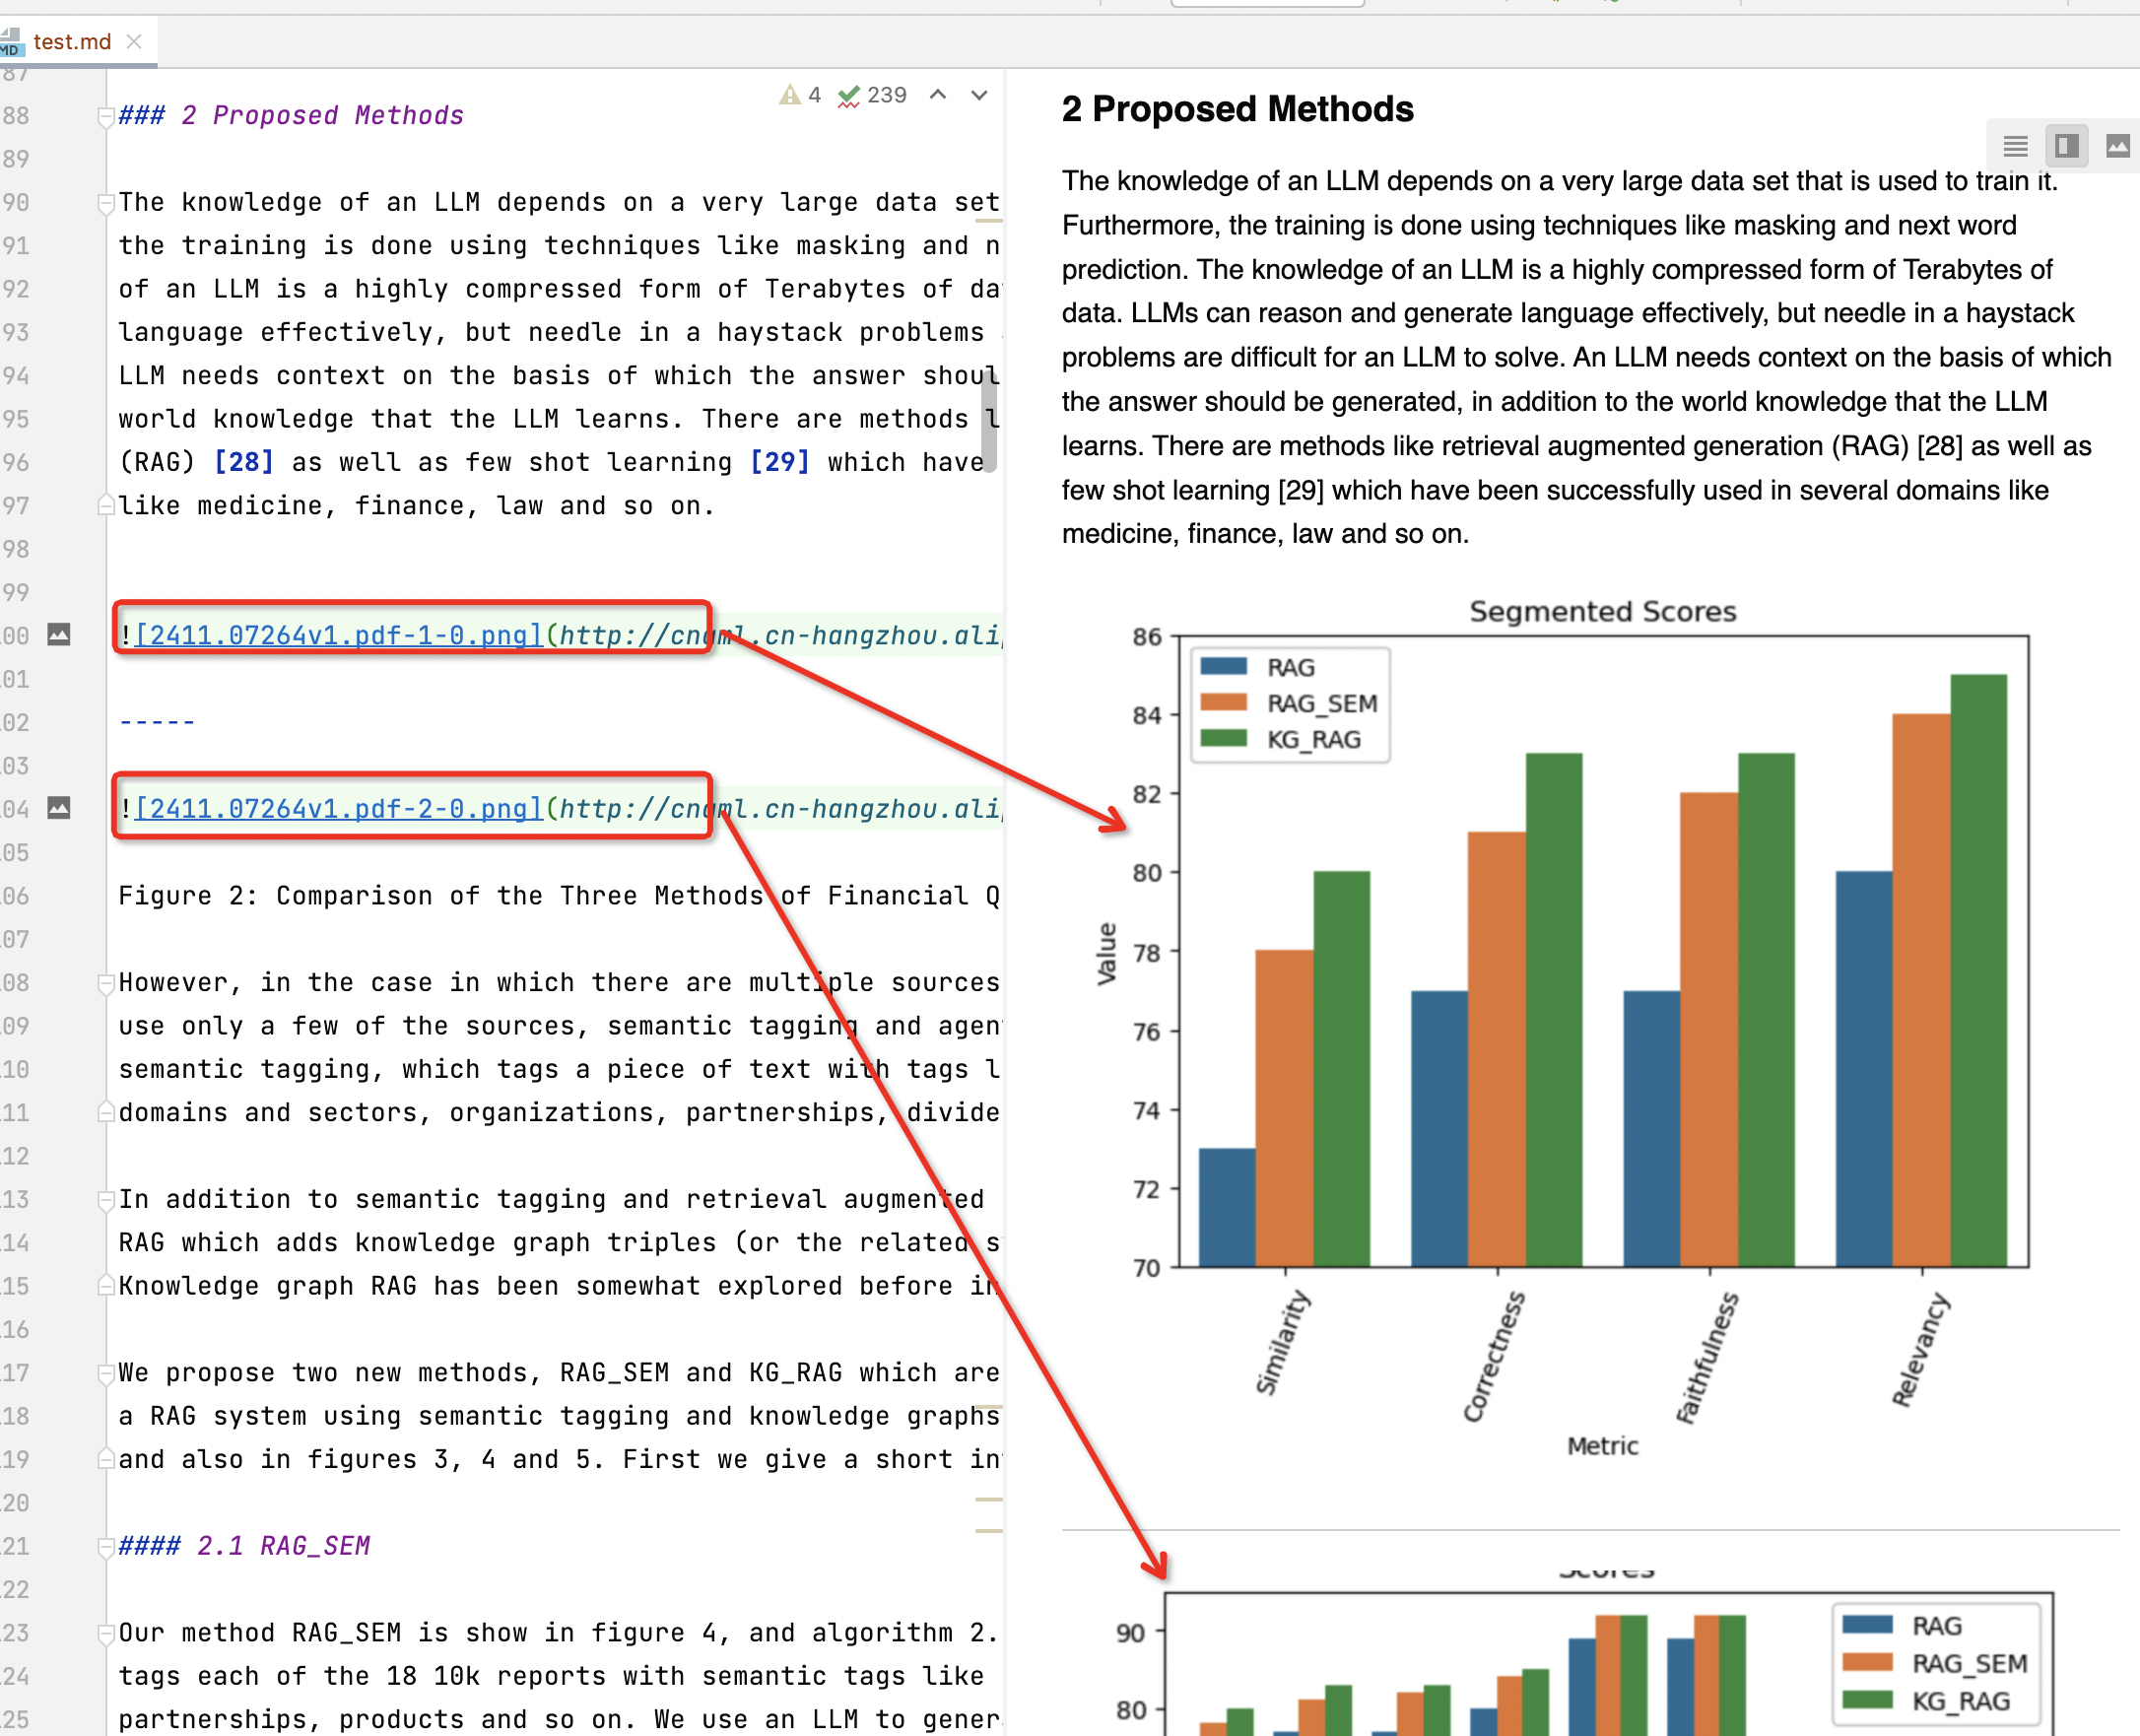 test.md
MD
4 239
87
88 ### 2 Proposed Methods
89
90 The knowledge of an LLM depends on a very large data set
91 the training is done using techniques like masking and n
92 of an LLM is a highly compressed form of Terabytes of da
93 language effectively, but needle in a haystack problems
94 LLM needs context on the basis of which the answer shoul
95 world knowledge that the LLM learns. There are methods l
96 (RAG) [28] as well as few shot learning [29] which have
97 like medicine, finance, law and so on.
98
99
00 ![2411.07264v1.pdf-1-0.png](http://cnaml.cn-hangzhou.ali
01
02 -----
03
04 ![2411.07264v1.pdf-2-0.png](http://cnaml.cn-hangzhou.ali
05
06 Figure 2: Comparison of the Three Methods of Financial Q
07
08 However, in the case in which there are multiple sources
09 use only a few of the sources, semantic tagging and agen
10 semantic tagging, which tags a piece of text with tags l
11 domains and sectors, organizations, partnerships, divide
12
13 In addition to semantic tagging and retrieval augmented
14 RAG which adds knowledge graph triples (or the related s
15 Knowledge graph RAG has been somewhat explored before in
16
17 We propose two new methods, RAG_SEM and KG_RAG which are
18 a RAG system using semantic tagging and knowledge graphs
19 and also in figures 3, 4 and 5. First we give a short in
20
21 #### 2.1 RAG_SEM
22
23 Our method RAG_SEM is show in figure 4, and algorithm 2.
24 tags each of the 18 10k reports with semantic tags like
25 partnerships, products and so on. We use an LLM to gener
2 Proposed Methods
The knowledge of an LLM depends on a very large data set that is used to train it.
Furthermore, the training is done using techniques like masking and next word
prediction. The knowledge of an LLM is a highly compressed form of Terabytes of
data. LLMs can reason and generate language effectively, but needle in a haystack
problems are difficult for an LLM to solve. An LLM needs context on the basis of which
the answer should be generated, in addition to the world knowledge that the LLM
learns. There are methods like retrieval augmented generation (RAG) [28] as well as
few shot learning [29] which have been successfully used in several domains like
medicine, finance, law and so on.
Segmented Scores
86
84
82
80
78
76
74
72
70
Value
RAG
RAG_SEM
KG_RAG
Similarity
Correctness
Faithfulness
Relevancy
Metric
Scores
90
80
RAG
RAG_SEM
KG_RAG